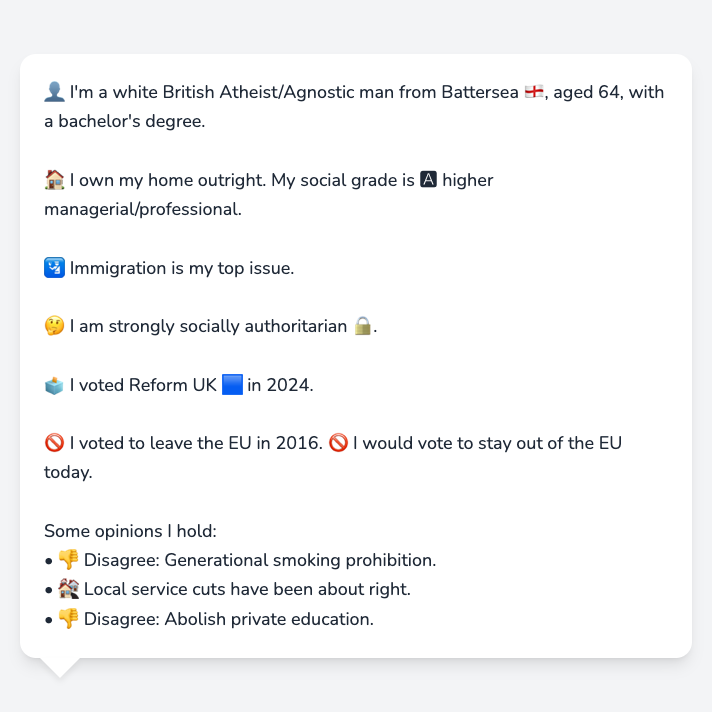 👤 I'm a white British Atheist/Agnostic man from Battersea 🏴󠁧󠁢󠁥󠁮󠁧󠁿, aged 64, with
a bachelor's degree.
🏠 I own my home outright. My social grade is 🅰 higher
managerial/professional.
🛂 Immigration is my top issue.
🤔 I am strongly socially authoritarian 🔒.
🗳️ I voted Reform UK 🟦 in 2024.
🚫 I voted to leave the EU in 2016. 🚫 I would vote to stay out of the EU
today.
Some opinions I hold:
• 👎 Disagree: Generational smoking prohibition.
• 🏚️ Local service cuts have been about right.
• 👎 Disagree: Abolish private education.